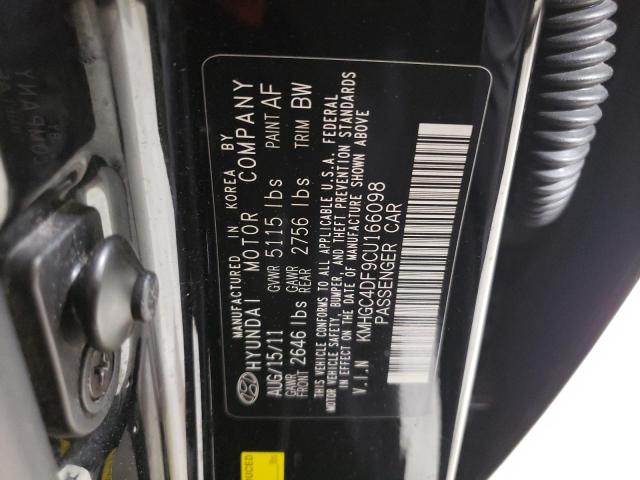 MANUFACTURED IN KOREA BY
HYUNDAI MOTOR COMPANY
AUG/15/11 GVWR 5115 lbs PAINT AF
GAWR FRONT 2646 lbs GAWR REAR 2756 lbs TRIM BW
THIS VEHICLE CONFORMS TO ALL APPLICABLE U.S.A. FEDERAL
MOTOR VEHICLE SAFETY, BUMPER, AND THEFT PREVENTION STANDARDS
IN EFFECT ON THE DATE OF MANUFACTURE SHOWN ABOVE
V.I.N KMHGC4DF9CU166098
PASSENGER CAR